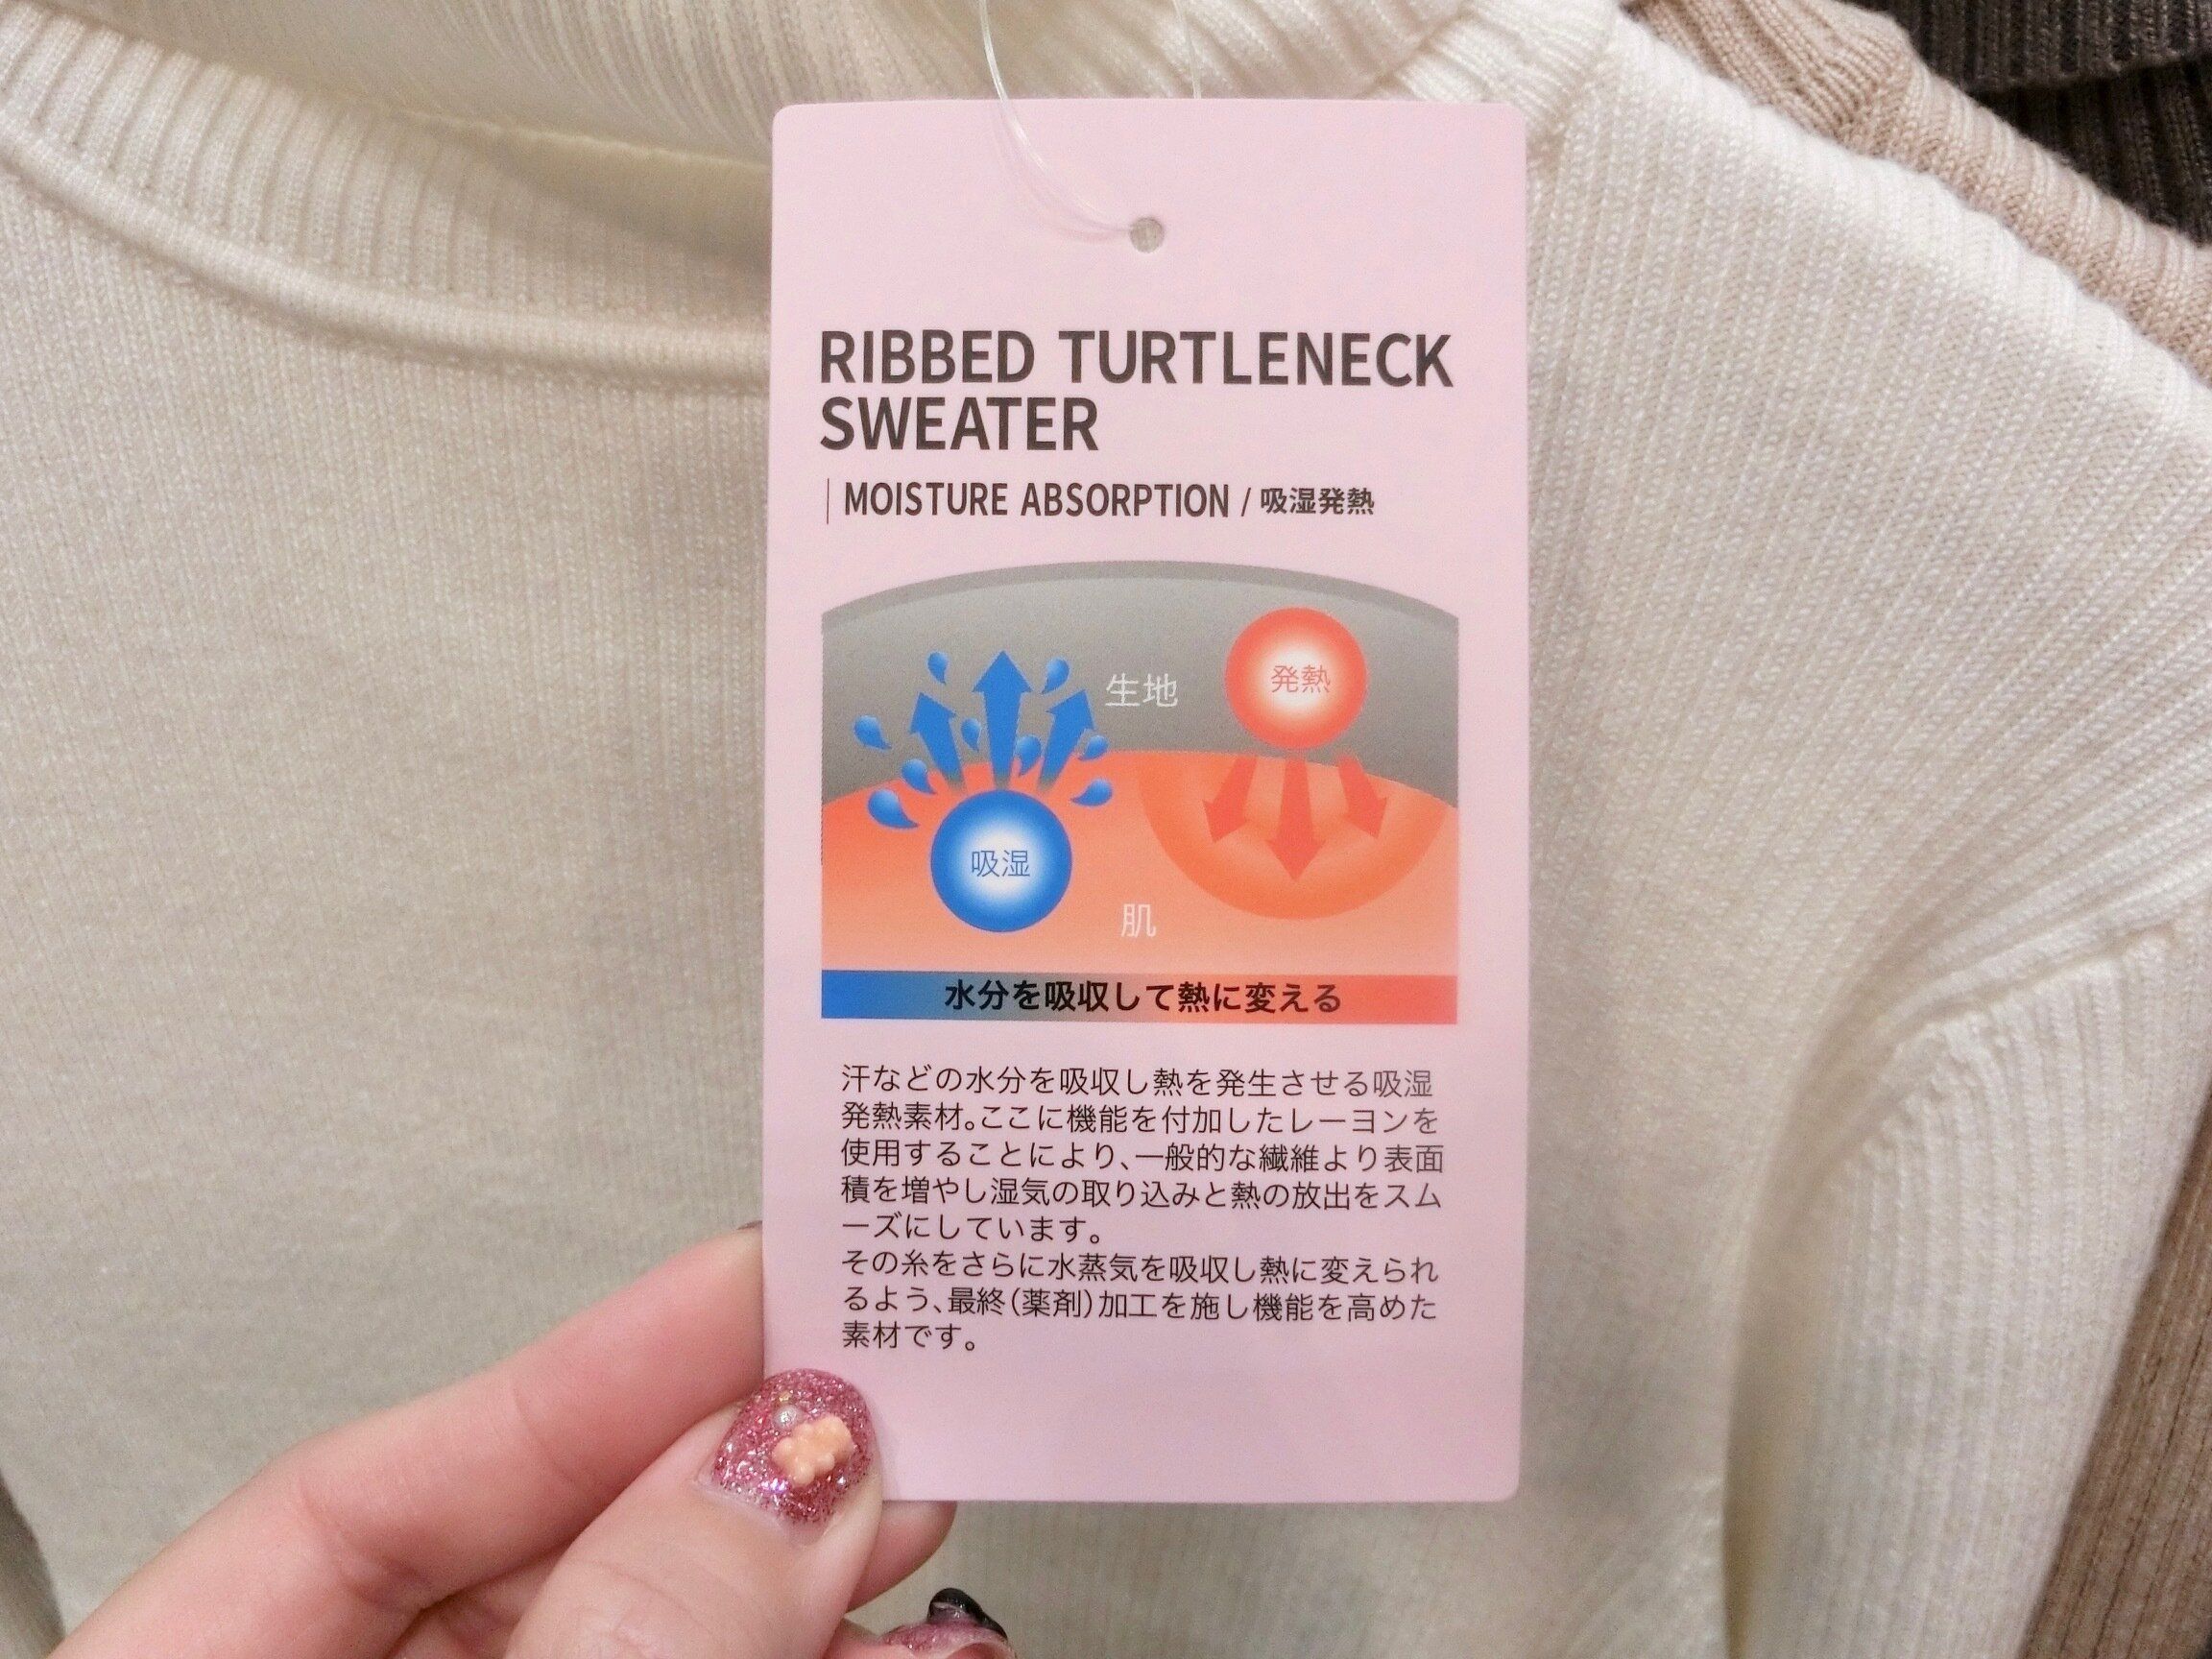 RIBBED TURTLENECK
SWEATER
MOISTURE ABSORPTION / 吸湿発熱
生地
発熱
吸湿
肌
水分を吸収して熱に変える
汗などの水分を吸収し熱を発生させる吸湿
発熱素材。ここに機能を付加したレーヨンを
使用することにより、一般的な繊維より表面
積を増やし湿気の取り込みと熱の放出をスム
ーズにしています。
その糸をさらに水蒸気を吸収し熱に変えられ
るよう、最終（薬剤）加工を施し機能を高めた
素材です。